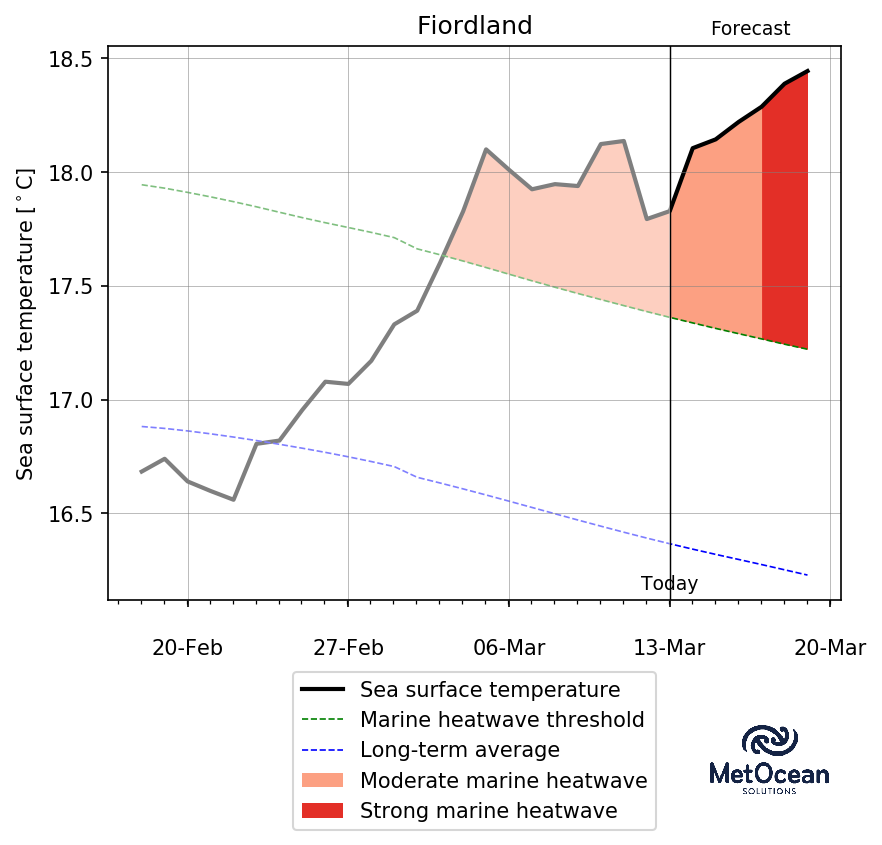 Fiordland
Forecast
Sea surface temperature [°C]
18.5
18.0
17.5
17.0
16.5
Today
20-Feb
27-Feb
06-Mar
13-Mar
20-Mar
Sea surface temperature
Marine heatwave threshold
Long-term average
Moderate marine heatwave
Strong marine heatwave
MetOcean
SOLUTIONS